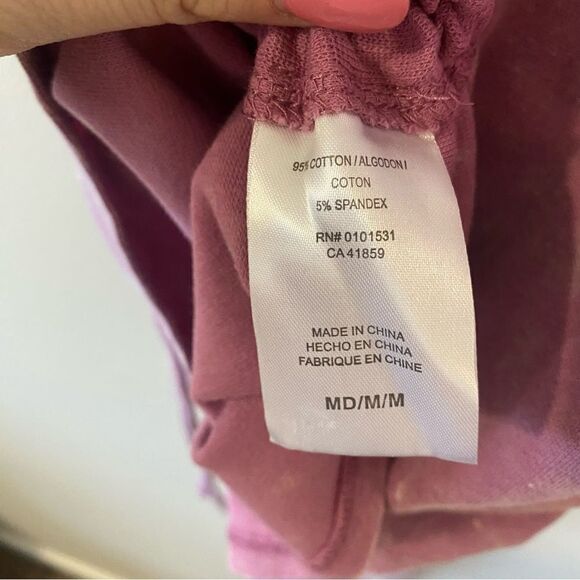 95% COTTON/ALGODON/
COTON
5% SPANDEX
RN# 0101531
CA 41859
MADE IN CHINA
HECHO EN CHINA
FABRIQUE EN CHINE
MD/M/M